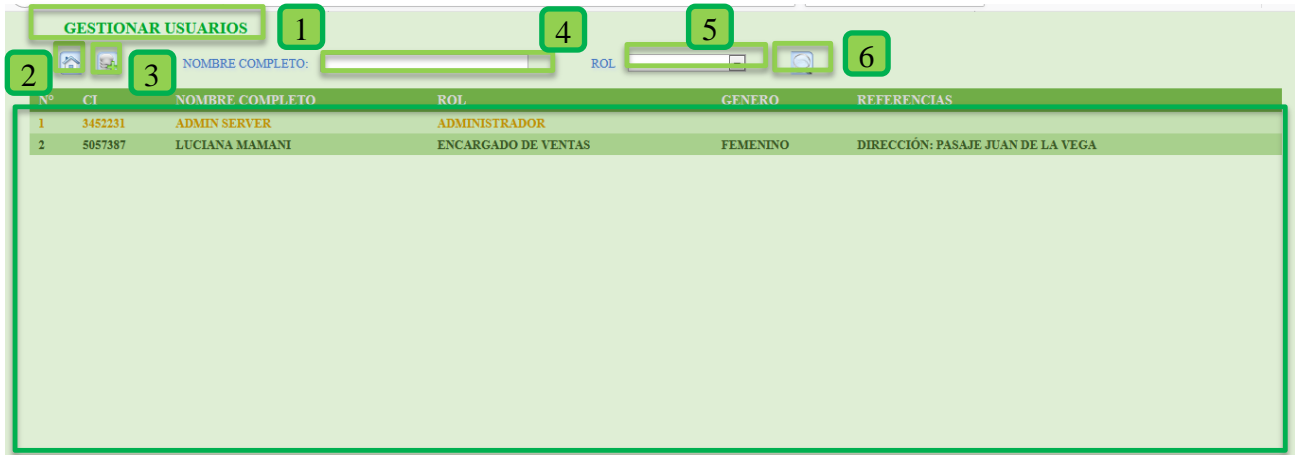 GESTIONAR USUARIOS 1
2 3 NOMBRE COMPLETO: 4 ROL 5 6
N° CI NOMBRE COMPLETO ROL GENERO REFERENCIAS
1 3452231 ADMIN SERVER ADMINISTRADOR
2 5057387 LUCIANA MAMANI ENCARGADO DE VENTAS FEMENINO DIRECCIÓN: PASAJE JUAN DE LA VEGA